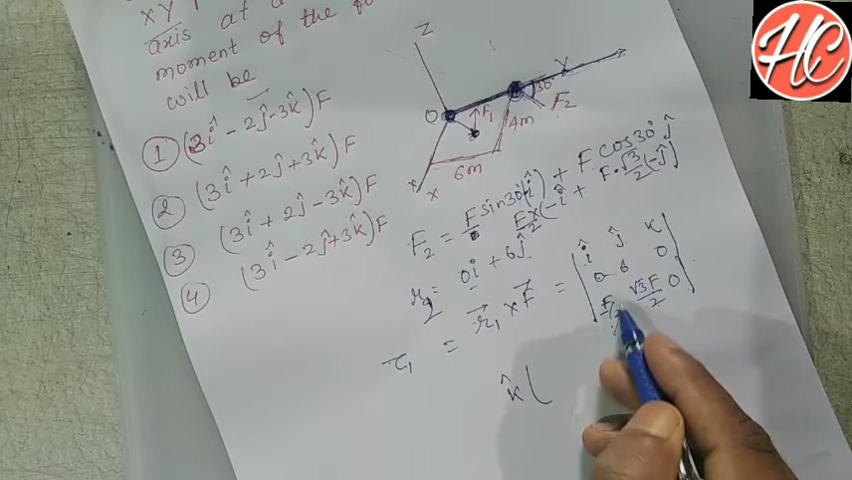 XY
axis at a
moment of the fo
will be
① (3î - 2ĵ - 3k̂) F
② (3î + 2ĵ + 3k̂) F
③ (3î + 2ĵ - 3k̂) F
④ (3î - 2ĵ + 3k̂) F
Z
Y
O
F₁
30°
F₂
4m
6m
X
F₂ = F sin30°(î) + F cos30° ĵ
F/2 (-î) + F·√3/2 (-ĵ)
= 0î + 6ĵ
τ₁ = r₁ × F = | î ĵ k̂
0 6 0
F/2 √3F/2 0 |
k̂ (